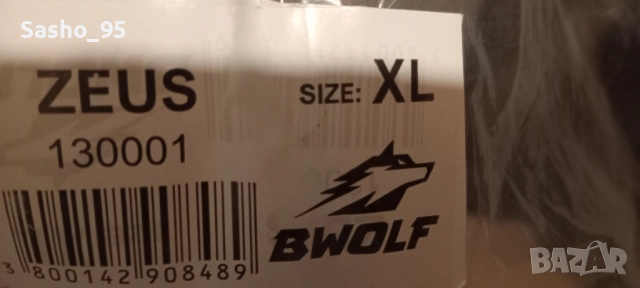 Sasho_95
ZEUS
SIZE: XL
130001
3 800142 908489
BWOLF
BAZAR